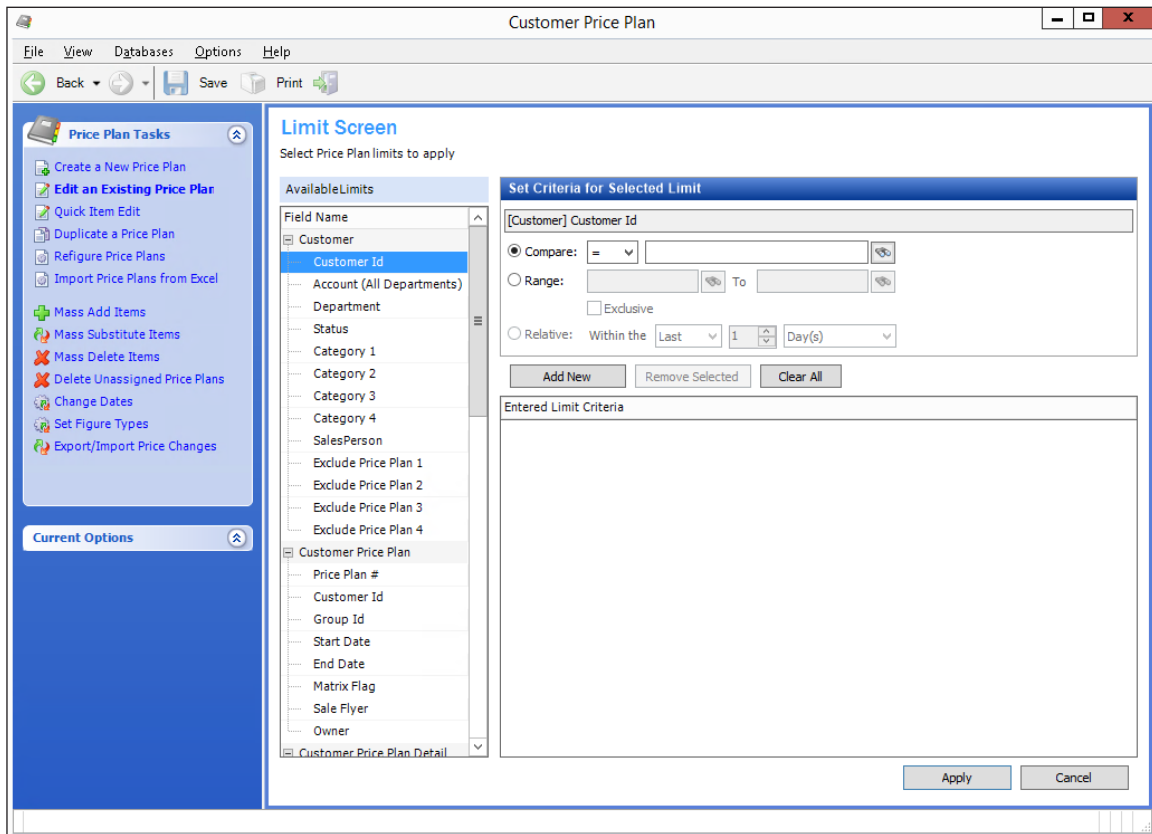 Customer Price Plan
File View Databases Options Help
Back Save Print
Price Plan Tasks
Create a New Price Plan
Edit an Existing Price Plan
Quick Item Edit
Duplicate a Price Plan
Refigure Price Plans
Import Price Plans from Excel
Mass Add Items
Mass Substitute Items
Mass Delete Items
Delete Unassigned Price Plans
Change Dates
Set Figure Types
Export/Import Price Changes
Current Options
Limit Screen
Select Price Plan limits to apply
AvailableLimits
Field Name
Customer
Customer Id
Account (All Departments)
Department
Status
Category 1
Category 2
Category 3
Category 4
SalesPerson
Exclude Price Plan 1
Exclude Price Plan 2
Exclude Price Plan 3
Exclude Price Plan 4
Customer Price Plan
Price Plan #
Customer Id
Group Id
Start Date
End Date
Matrix Flag
Sale Flyer
Owner
Customer Price Plan Detail
Set Criteria for Selected Limit
[Customer] Customer Id
Compare: =
Range: To
Exclusive
Relative: Within the Last 1 Day(s)
Add New Remove Selected Clear All
Entered Limit Criteria
Apply Cancel